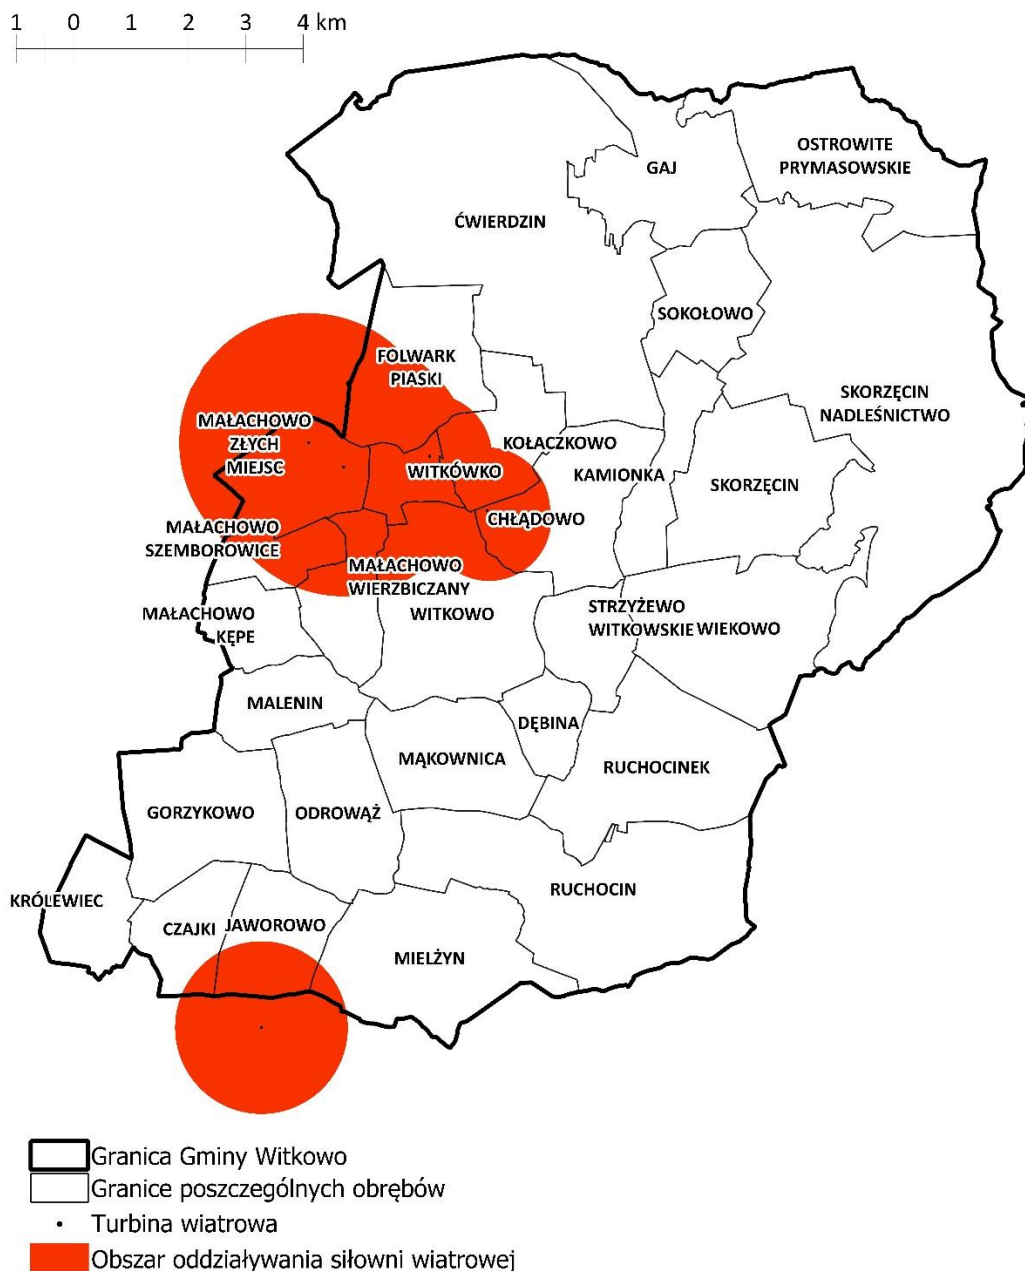 1 0 1 2 3 4 km
OSTROWITE
PRYMASOWSKIE
GAJ
ĆWIERDZIN
SOKOŁOWO
FOLWARK
PIASKI
SKORZĘCIN
NADLEŚNICTWO
MAŁACHOWO
ZŁYCH
MIEJSC
KOŁACZKOWO
WITKÓWKO
KAMIONKA
SKORZĘCIN
CHŁĄDOWO
MAŁACHOWO
SZEMBOROWICE
MAŁACHOWO
WIERZBICZANY
MAŁACHOWO
KĘPE
WITKOWO
STRZYŻEWO
WITKOWSKIE
WIEKOWO
MALENIN
DĘBINA
MĄKOWNICA
RUCHOCINEK
GORZYKOWO
ODROWĄŻ
RUCHOCIN
KRÓLEWIEC
CZAJKI
JAWOROWO
MIELŻYN
Granica Gminy Witkowo
Granice poszczególnych obrębów
Turbina wiatrowa
Obszar oddziaływania siłowni wiatrowej